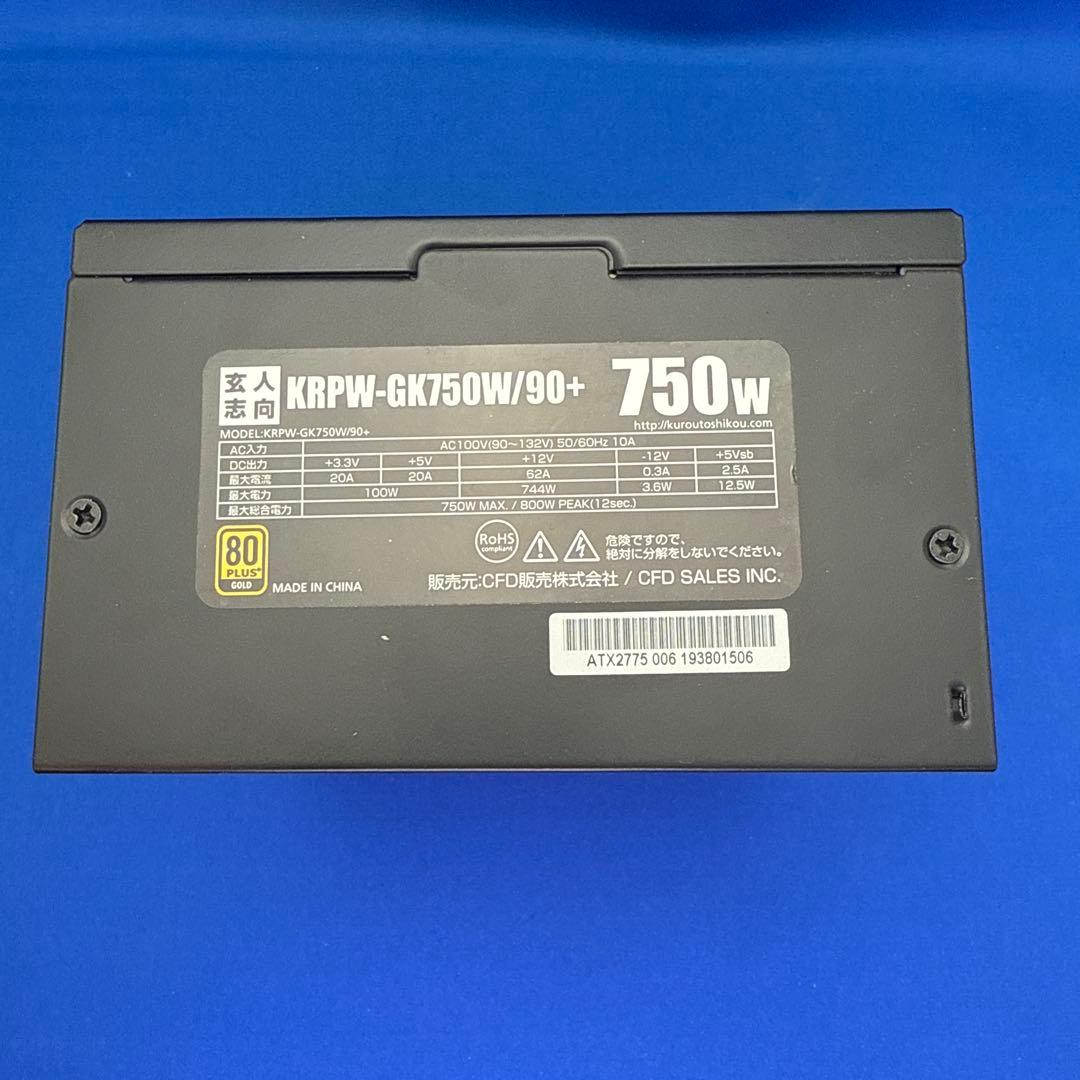 玄人
志向
KRPW-GK750W/90+
750W
http://kuroutoshikou.com
MODEL:KRPW-GK750W/90+
AC入力 AC100V(90～132V) 50/60Hz 10A
DC出力 +3.3V +5V +12V -12V +5Vsb
最大電流 20A 20A 62A 0.3A 2.5A
最大電力 100W 744W 3.6W 12.5W
最大総合電力 750W MAX. / 800W PEAK(12sec.)
80
PLUS
GOLD
MADE IN CHINA
RoHS
compliant
危険ですので、
絶対に分解をしないでください。
販売元:CFD販売株式会社 / CFD SALES INC.
ATX2775 006 193801506